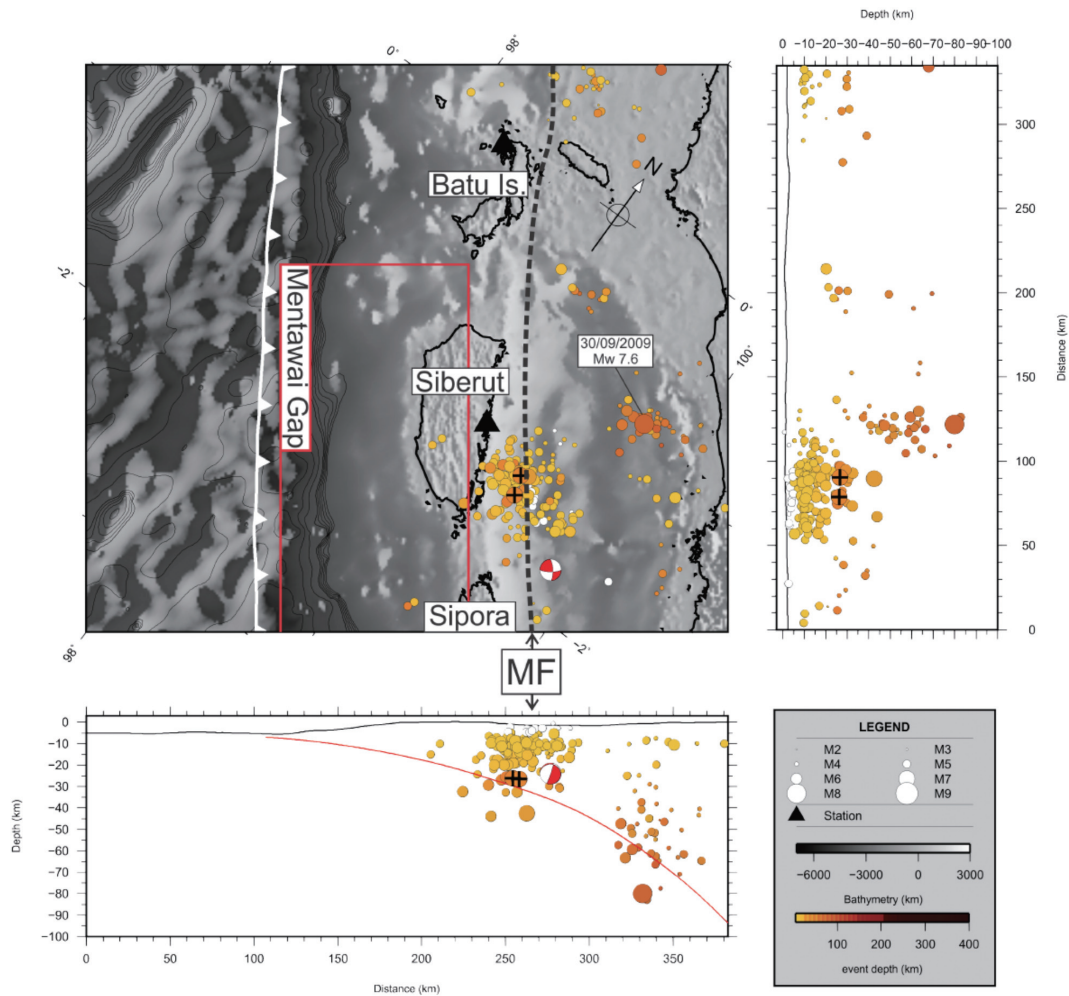 98˚
0˚
Batu Is.
N
-2˚
Mentawai Gap
0˚
30/09/2009
Mw 7.6
100˚
Siberut
Sipora
98˚
-2˚
MF
Depth (km)
0 -10 -20 -30 -40 -50 -60 -70 -80 -90 -100
300
250
200
150
100
50
0
Distance (km)
0
-10
-20
-30
-40
-50
-60
-70
-80
-90
-100
Depth (km)
0 50 100 150 200 250 300 350
Distance (km)
LEGEND
M2 M3
M4 M5
M6 M7
M8 M9
Station
-6000 -3000 0 3000
Bathymetry (km)
100 200 300 400
event depth (km)